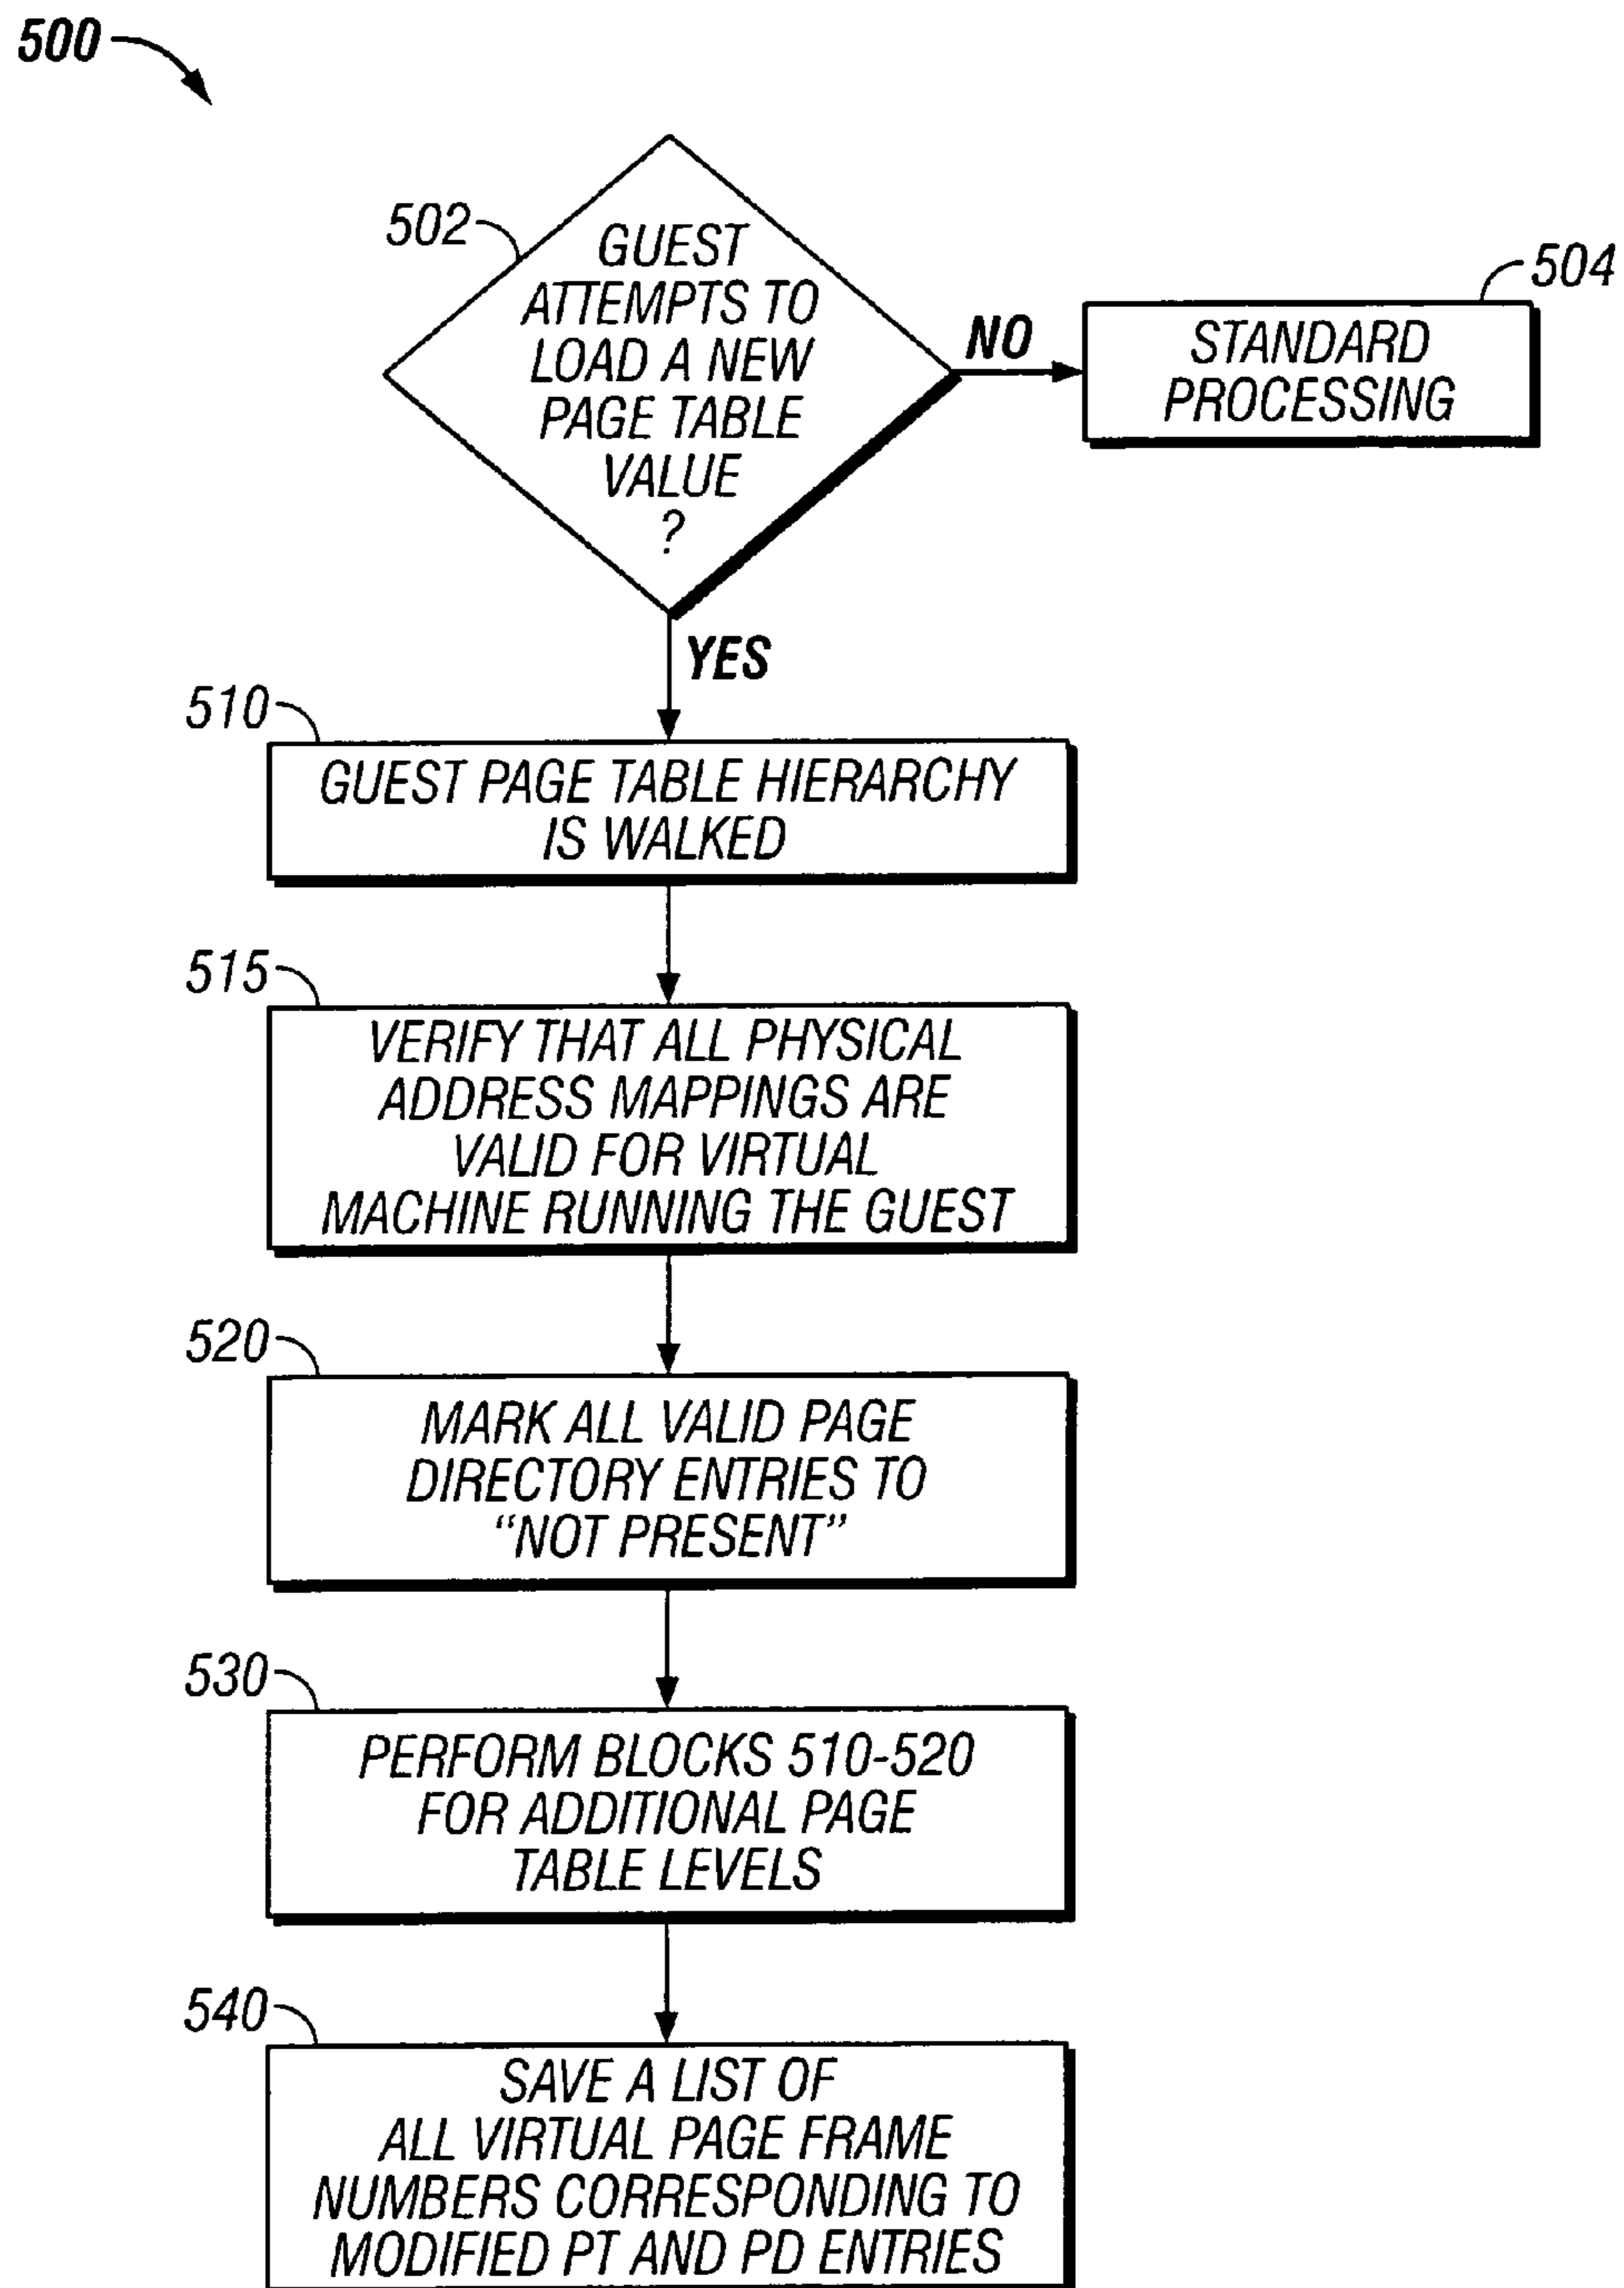 500
502
GUEST
ATTEMPTS TO
LOAD A NEW
PAGE TABLE
VALUE
?
NO
504
STANDARD
PROCESSING
YES
510
GUEST PAGE TABLE HIERARCHY
IS WALKED
515
VERIFY THAT ALL PHYSICAL
ADDRESS MAPPINGS ARE
VALID FOR VIRTUAL
MACHINE RUNNING THE GUEST
520
MARK ALL VALID PAGE
DIRECTORY ENTRIES TO
“NOT PRESENT”
530
PERFORM BLOCKS 510-520
FOR ADDITIONAL PAGE
TABLE LEVELS
540
SAVE A LIST OF
ALL VIRTUAL PAGE FRAME
NUMBERS CORRESPONDING TO
MODIFIED PT AND PD ENTRIES